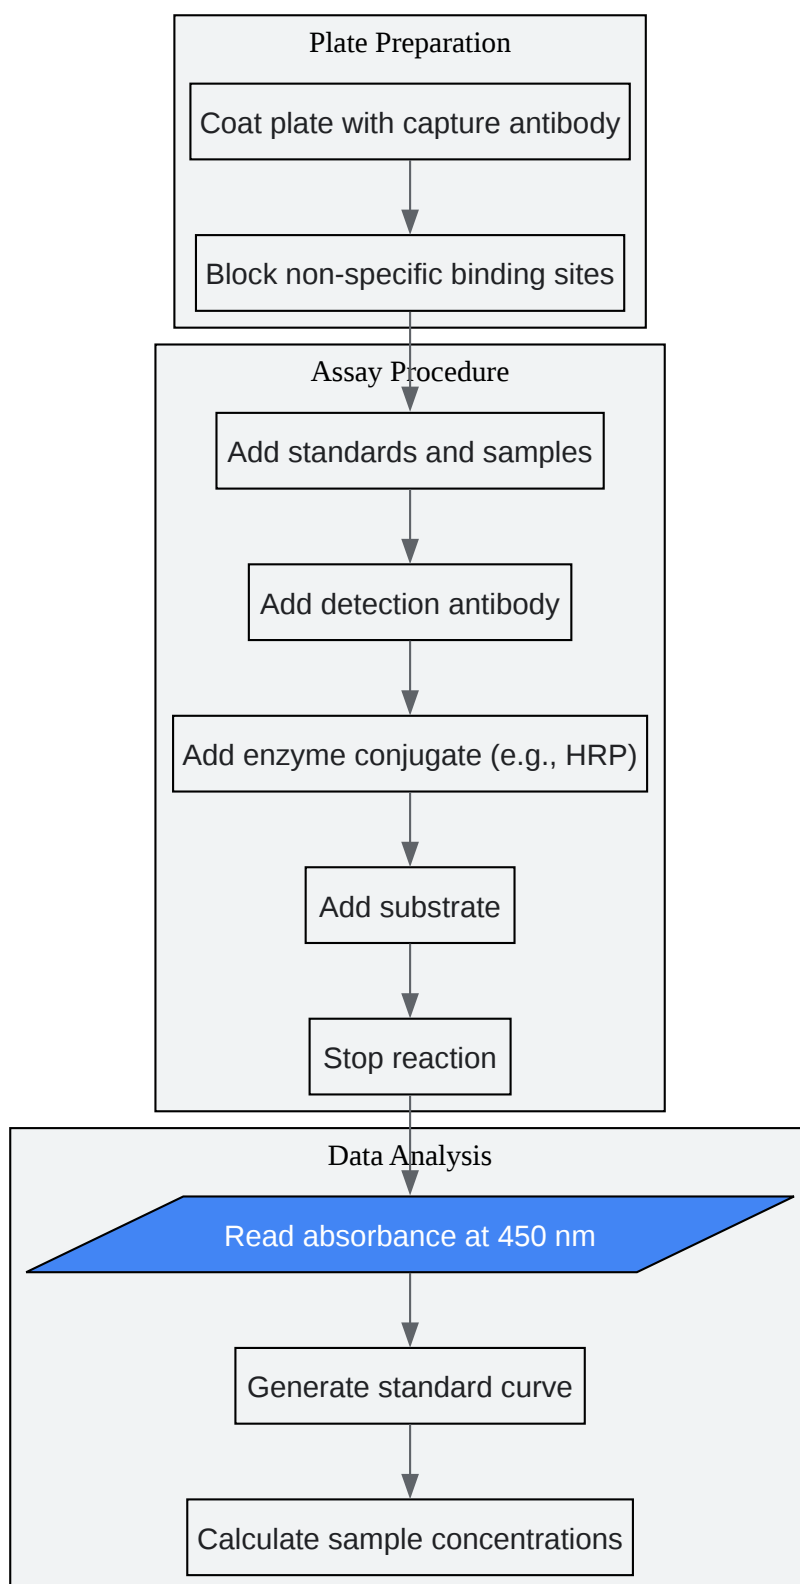 Plate Preparation
Coat plate with capture antibody
Block non-specific binding sites
Assay Procedure
Add standards and samples
Add detection antibody
Add enzyme conjugate (e.g., HRP)
Add substrate
Stop reaction
Data Analysis
Read absorbance at 450 nm
Generate standard curve
Calculate sample concentrations